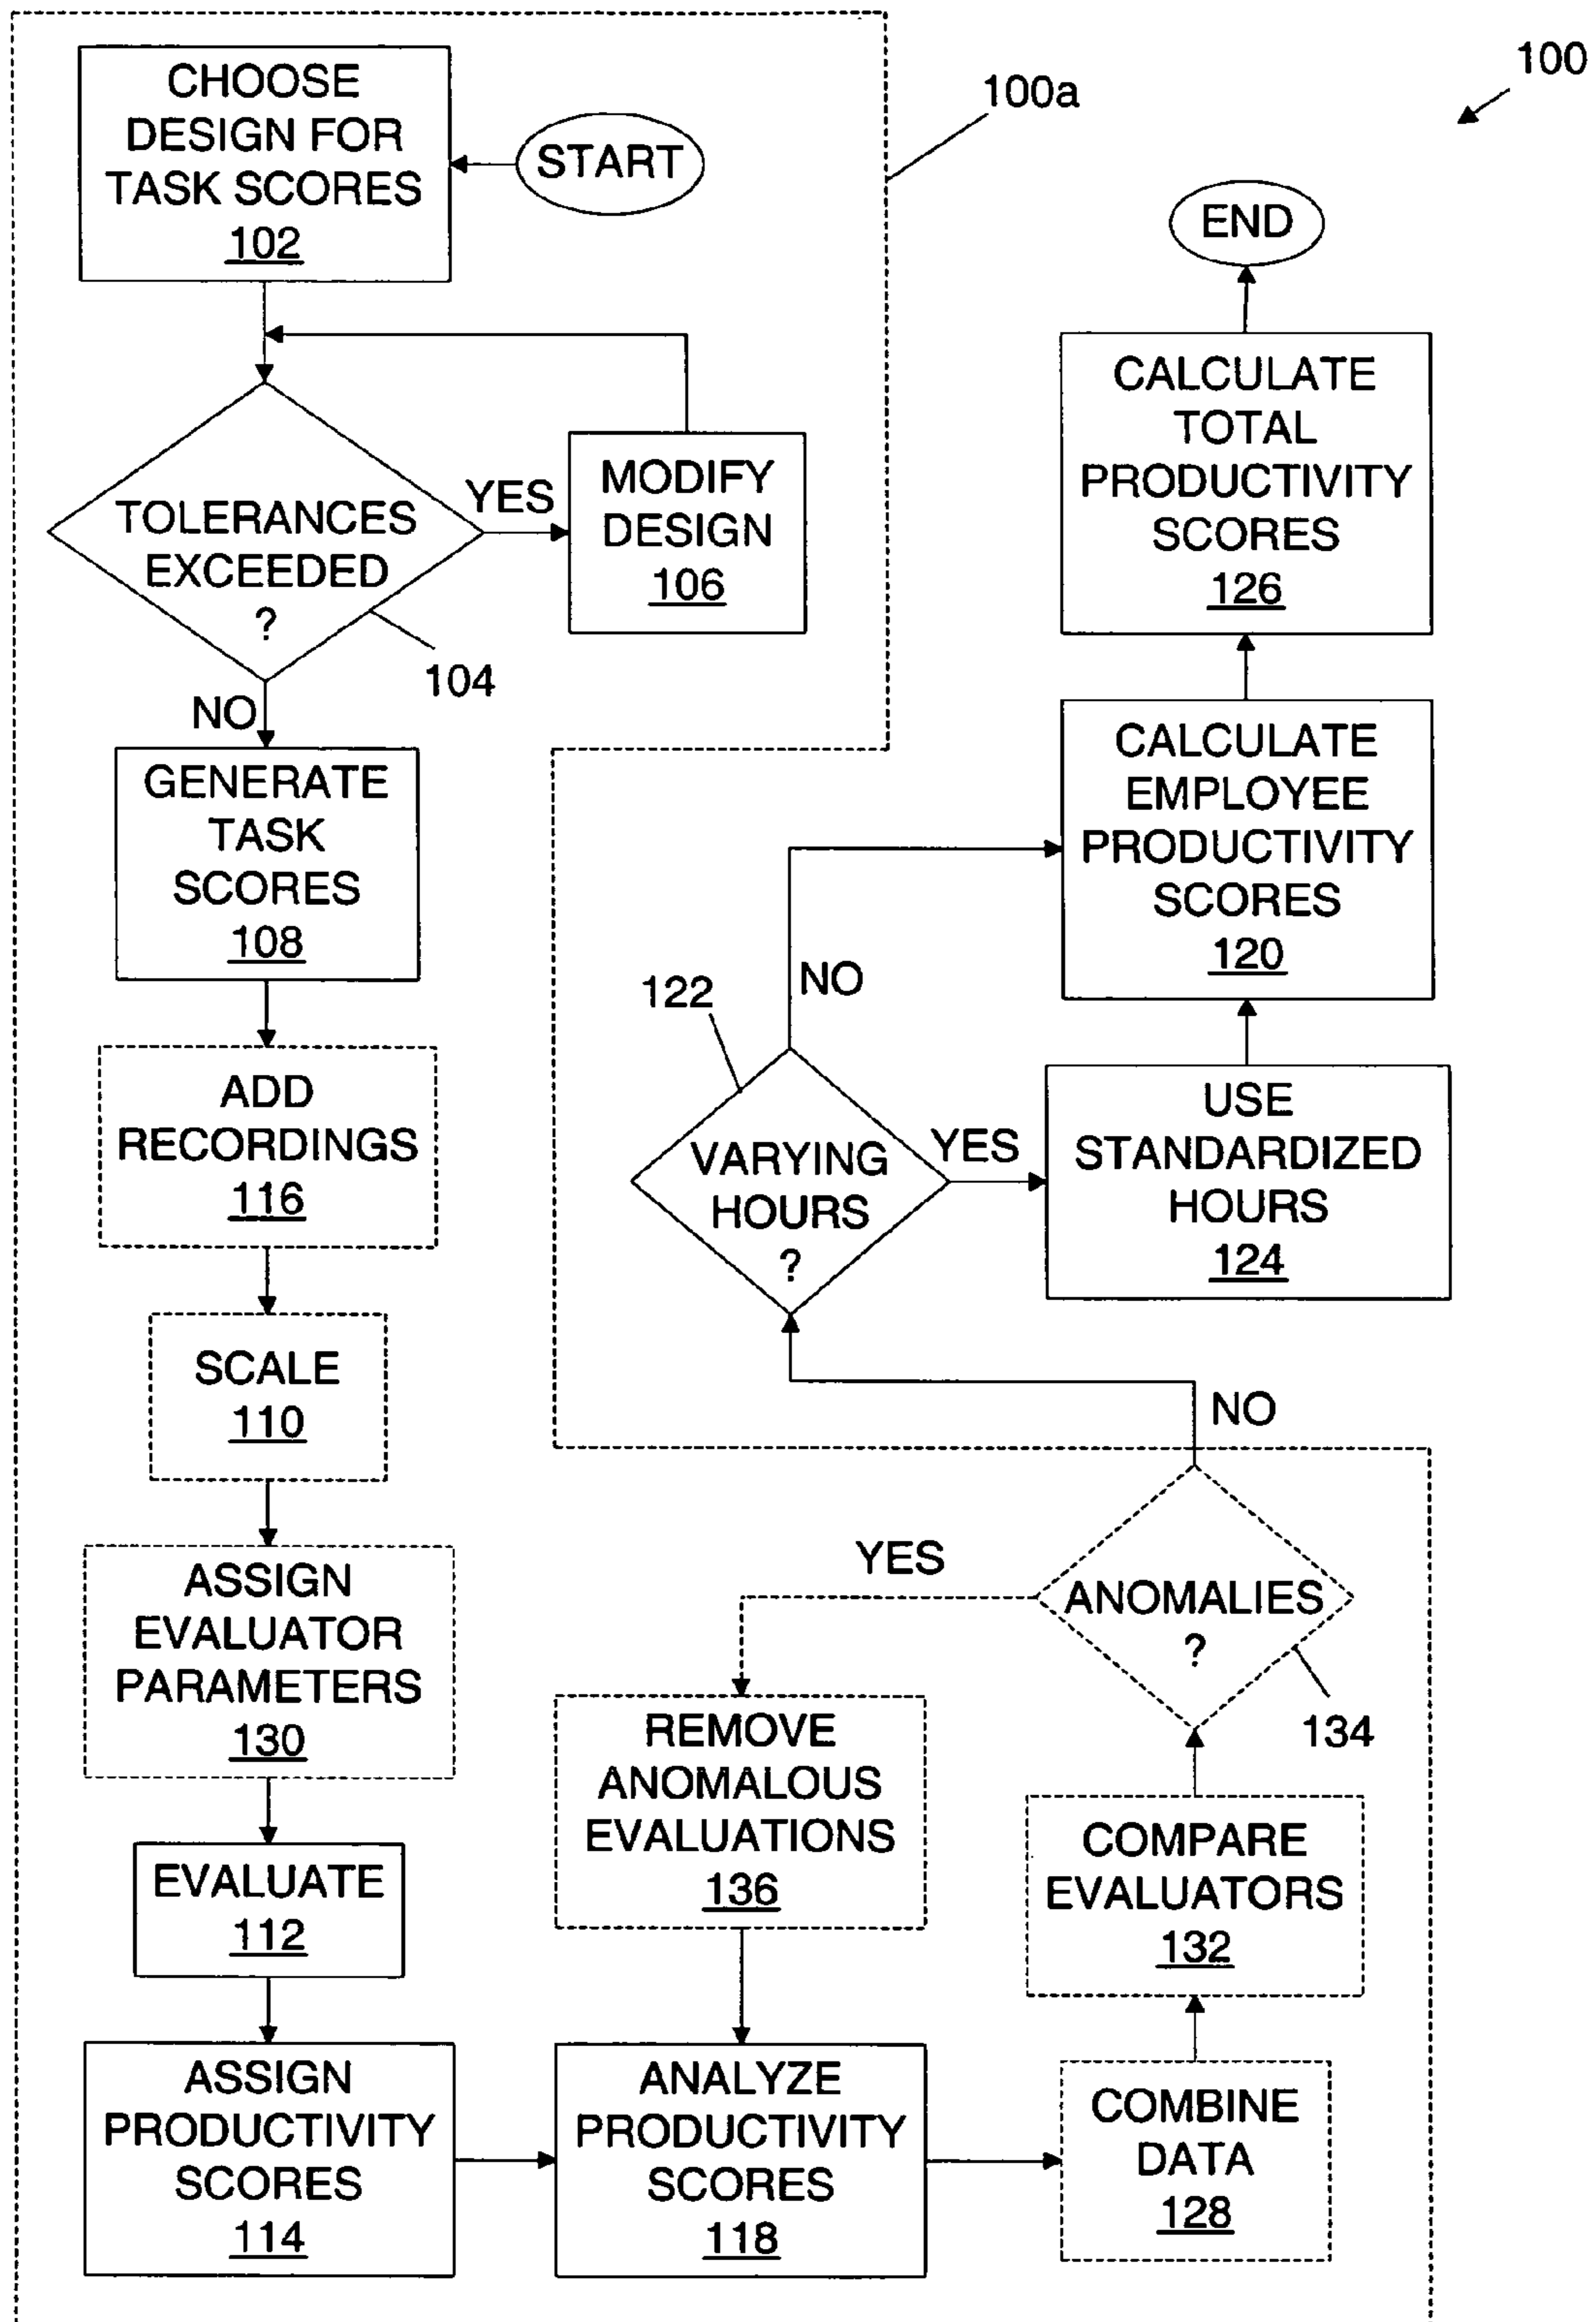 100
100a
START
CHOOSE
DESIGN FOR
TASK SCORES
102
TOLERANCES
EXCEEDED
?
104
YES
MODIFY
DESIGN
106
NO
GENERATE
TASK
SCORES
108
ADD
RECORDINGS
116
SCALE
110
ASSIGN
EVALUATOR
PARAMETERS
130
EVALUATE
112
ASSIGN
PRODUCTIVITY
SCORES
114
ANALYZE
PRODUCTIVITY
SCORES
118
COMBINE
DATA
128
COMPARE
EVALUATORS
132
ANOMALIES
?
134
YES
REMOVE
ANOMALOUS
EVALUATIONS
136
NO
VARYING
HOURS
?
122
YES
USE
STANDARDIZED
HOURS
124
NO
CALCULATE
EMPLOYEE
PRODUCTIVITY
SCORES
120
CALCULATE
TOTAL
PRODUCTIVITY
SCORES
126
END